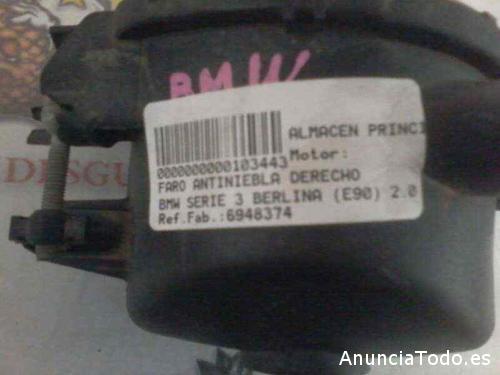 BMW
ALMACEN PRINCI
0000000000103443
Motor:
FARO ANTINIEBLA DERECHO
BMW SERIE 3 BERLINA (E90) 2.0
Ref.Fab.:6948374
DESGU
AnunciaTodo.es